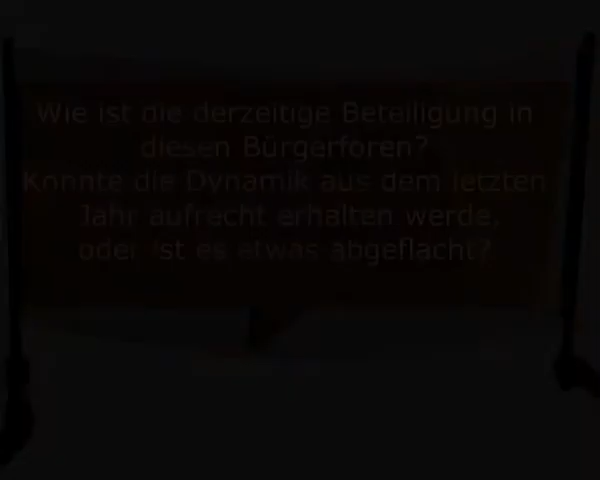 Wie ist die derzeitige Beteiligung in
diesen Bürgerforen?
Konnte die Dynamik aus dem letzten
Jahr aufrecht erhalten werde,
oder ist es etwas abgeflacht?